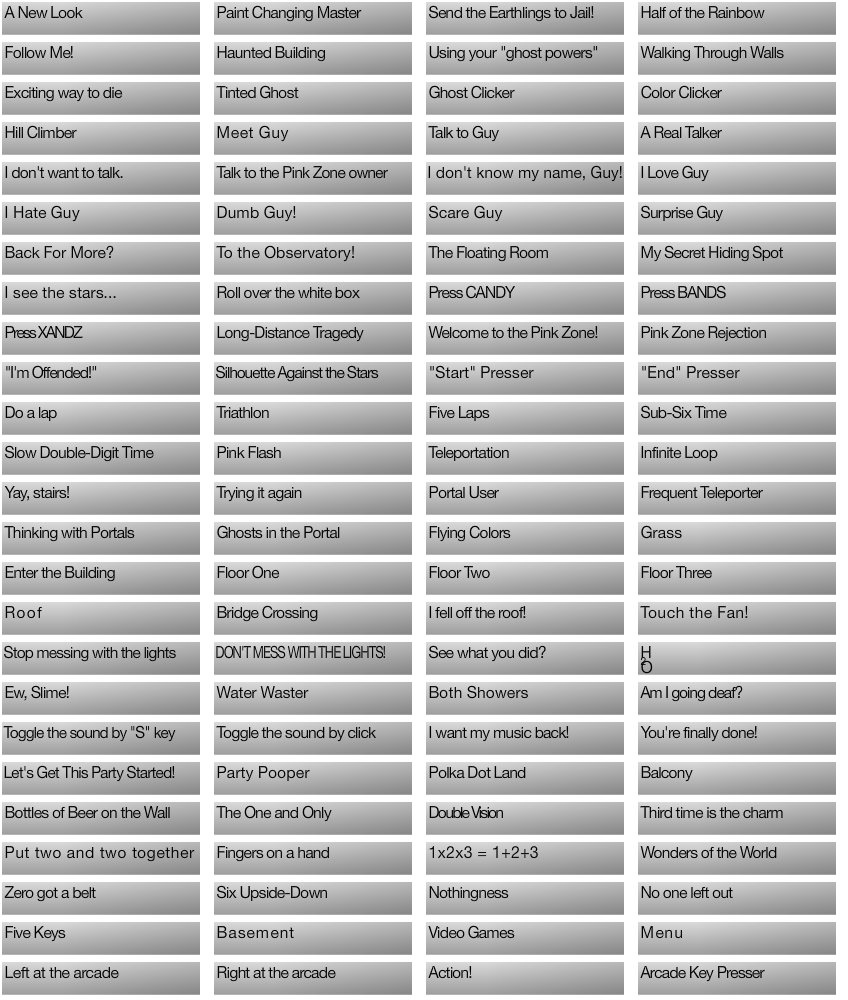 A New Look
Paint Changing Master
Send the Earthlings to Jail!
Half of the Rainbow
Follow Me!
Haunted Building
Using your "ghost powers"
Walking Through Walls
Exciting way to die
Tinted Ghost
Ghost Clicker
Color Clicker
Hill Climber
Meet Guy
Talk to Guy
A Real Talker
I don't want to talk.
Talk to the Pink Zone owner
I don't know my name, Guy!
I Love Guy
I Hate Guy
Dumb Guy!
Scare Guy
Surprise Guy
Back For More?
To the Observatory!
The Floating Room
My Secret Hiding Spot
I see the stars...
Roll over the white box
Press CANDY
Press BANDS
Press XANDZ
Long-Distance Tragedy
Welcome to the Pink Zone!
Pink Zone Rejection
"I'm Offended!"
Silhouette Against the Stars
"Start" Presser
"End" Presser
Do a lap
Triathlon
Five Laps
Sub-Six Time
Slow Double-Digit Time
Pink Flash
Teleportation
Infinite Loop
Yay, stairs!
Trying it again
Portal User
Frequent Teleporter
Thinking with Portals
Ghosts in the Portal
Flying Colors
Grass
Enter the Building
Floor One
Floor Two
Floor Three
Roof
Bridge Crossing
I fell off the roof!
Touch the Fan!
Stop messing with the lights
DON'T MESS WITH THE LIGHTS!
See what you did?
H
2
O
Ew, Slime!
Water Waster
Both Showers
Am I going deaf?
Toggle the sound by "S" key
Toggle the sound by click
I want my music back!
You're finally done!
Let's Get This Party Started!
Party Pooper
Polka Dot Land
Balcony
Bottles of Beer on the Wall
The One and Only
Double Vision
Third time is the charm
Put two and two together
Fingers on a hand
1x2x3 = 1+2+3
Wonders of the World
Zero got a belt
Six Upside-Down
Nothingness
No one left out
Five Keys
Basement
Video Games
Menu
Left at the arcade
Right at the arcade
Action!
Arcade Key Presser